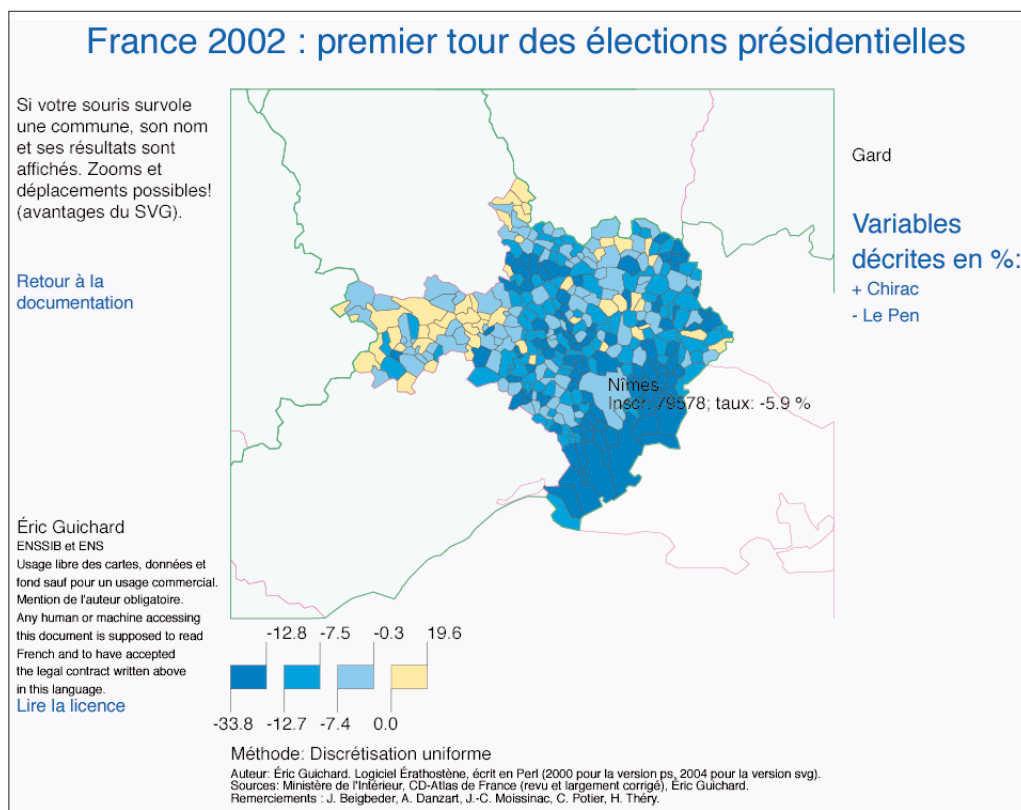 France 2002 : premier tour des élections présidentielles
Si votre souris survole
une commune, son nom
et ses résultats sont
affichés. Zooms et
déplacements possibles!
(avantages du SVG).
Retour à la
documentation
Gard
Variables
décrites en %:
+ Chirac
- Le Pen
Nîmes
Inscr. 79578; taux: -5.9 %
Éric Guichard
ENSSIB et ENS
Usage libre des cartes, données et
fond sauf pour un usage commercial.
Mention de l'auteur obligatoire.
Any human or machine accessing
this document is supposed to read
French and to have accepted
the legal contract written above
in this language.
Lire la licence
-12.8 -7.5 -0.3 19.6
-33.8 -12.7 -7.4 0.0
Méthode: Discrétisation uniforme
Auteur: Éric Guichard. Logiciel Érathostène, écrit en Perl (2000 pour la version ps, 2004 pour la version svg).
Sources: Ministère de l'Intérieur, CD-Atlas de France (revu et largement corrigé), Éric Guichard.
Remerciements : J. Beigbeder, A. Danzart, J.-C. Moissinac, C. Potier, H. Théry.